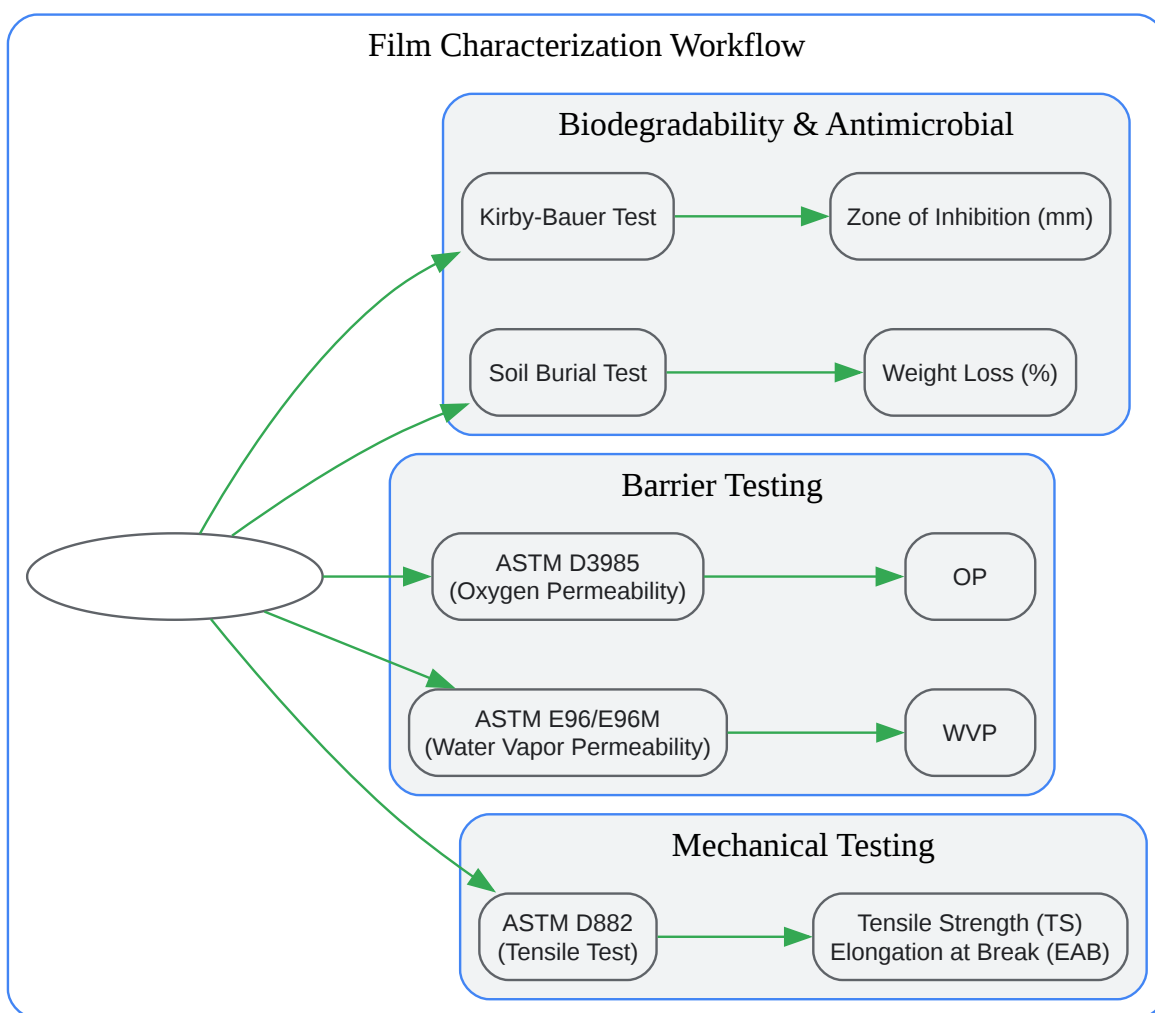 Film Characterization Workflow
Biodegradability & Antimicrobial
Kirby-Bauer Test
Zone of Inhibition (mm)
Soil Burial Test
Weight Loss (%)
Barrier Testing
ASTM D3985
(Oxygen Permeability)
OP
ASTM E96/E96M
(Water Vapor Permeability)
WVP
Mechanical Testing
ASTM D882
(Tensile Test)
Tensile Strength (TS)
Elongation at Break (EAB)